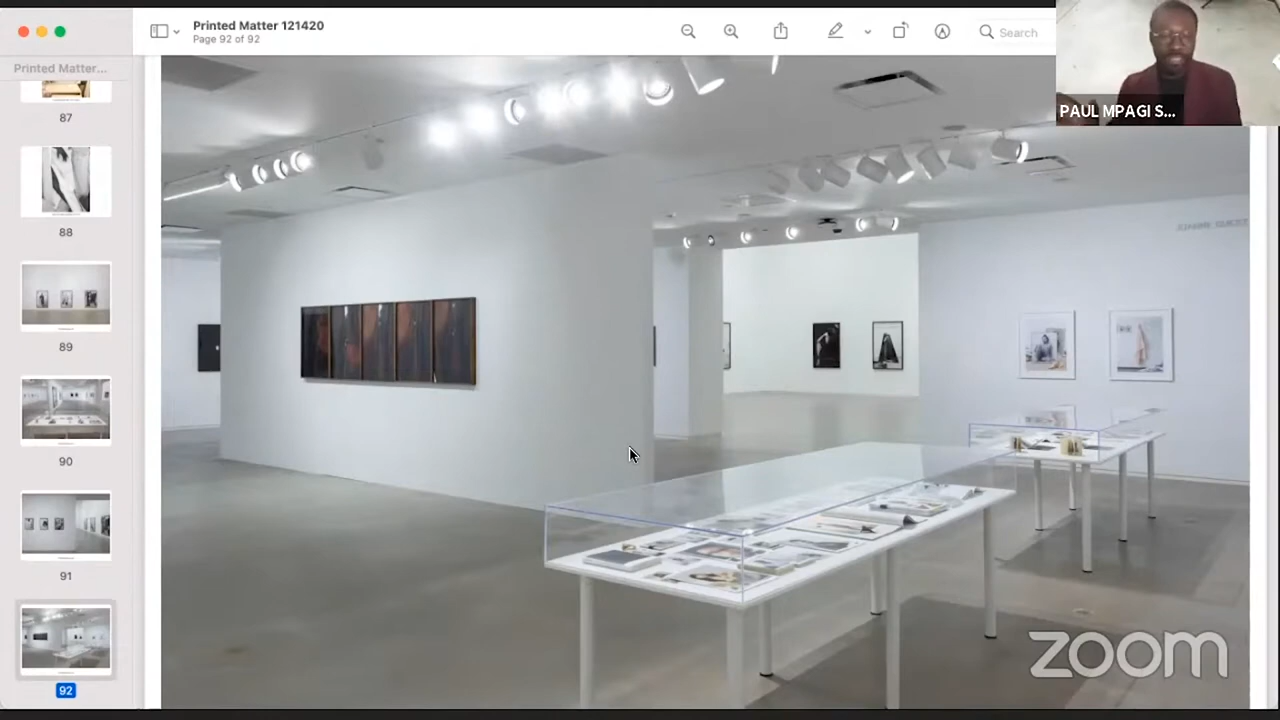 Printed Matter 121420
Page 92 of 92
Search
Printed Matter...
PAUL MPAGI S...
87
88
89
90
91
92
zoom